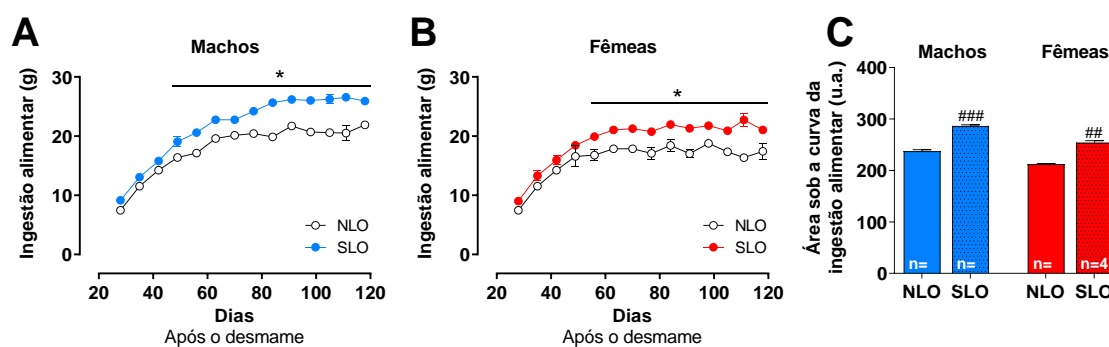 A
Machos
*
Ingestão alimentar (g)
30
20
10
0
NLO
SLO
20 40 60 80 100 120
Dias
Após o desmame
B
Fêmeas
*
Ingestão alimentar (g)
30
20
10
0
NLO
SLO
20 40 60 80 100 120
Dias
Após o desmame
C
Machos Fêmeas
Área sob a curva da
ingestão alimentar (u.a.)
400
300
200
100
0
###
##
n= n= n= n=4
NLO SLO NLO SLO